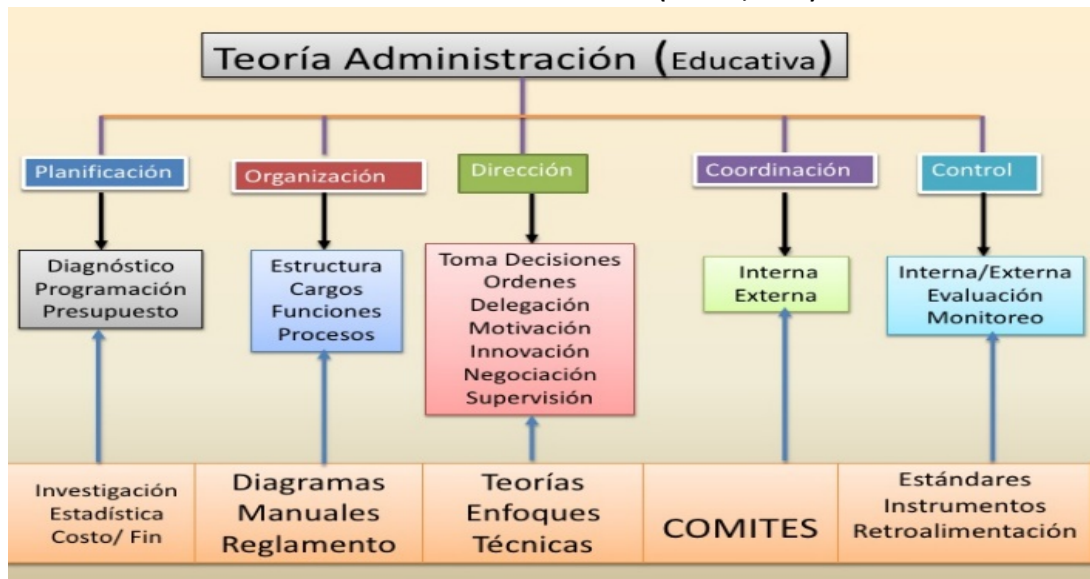 Teoría Administración (Educativa)
Planificación
Organización
Dirección
Coordinación
Control
Diagnóstico
Programación
Presupuesto
Estructura
Cargos
Funciones
Procesos
Toma Decisiones
Ordenes
Delegación
Motivación
Innovación
Negociación
Supervisión
Interna
Externa
Interna/Externa
Evaluación
Monitoreo
Investigación
Estadística
Costo/ Fin
Diagramas
Manuales
Reglamento
Teorías
Enfoques
Técnicas
COMITES
Estándares
Instrumentos
Retroalimentación